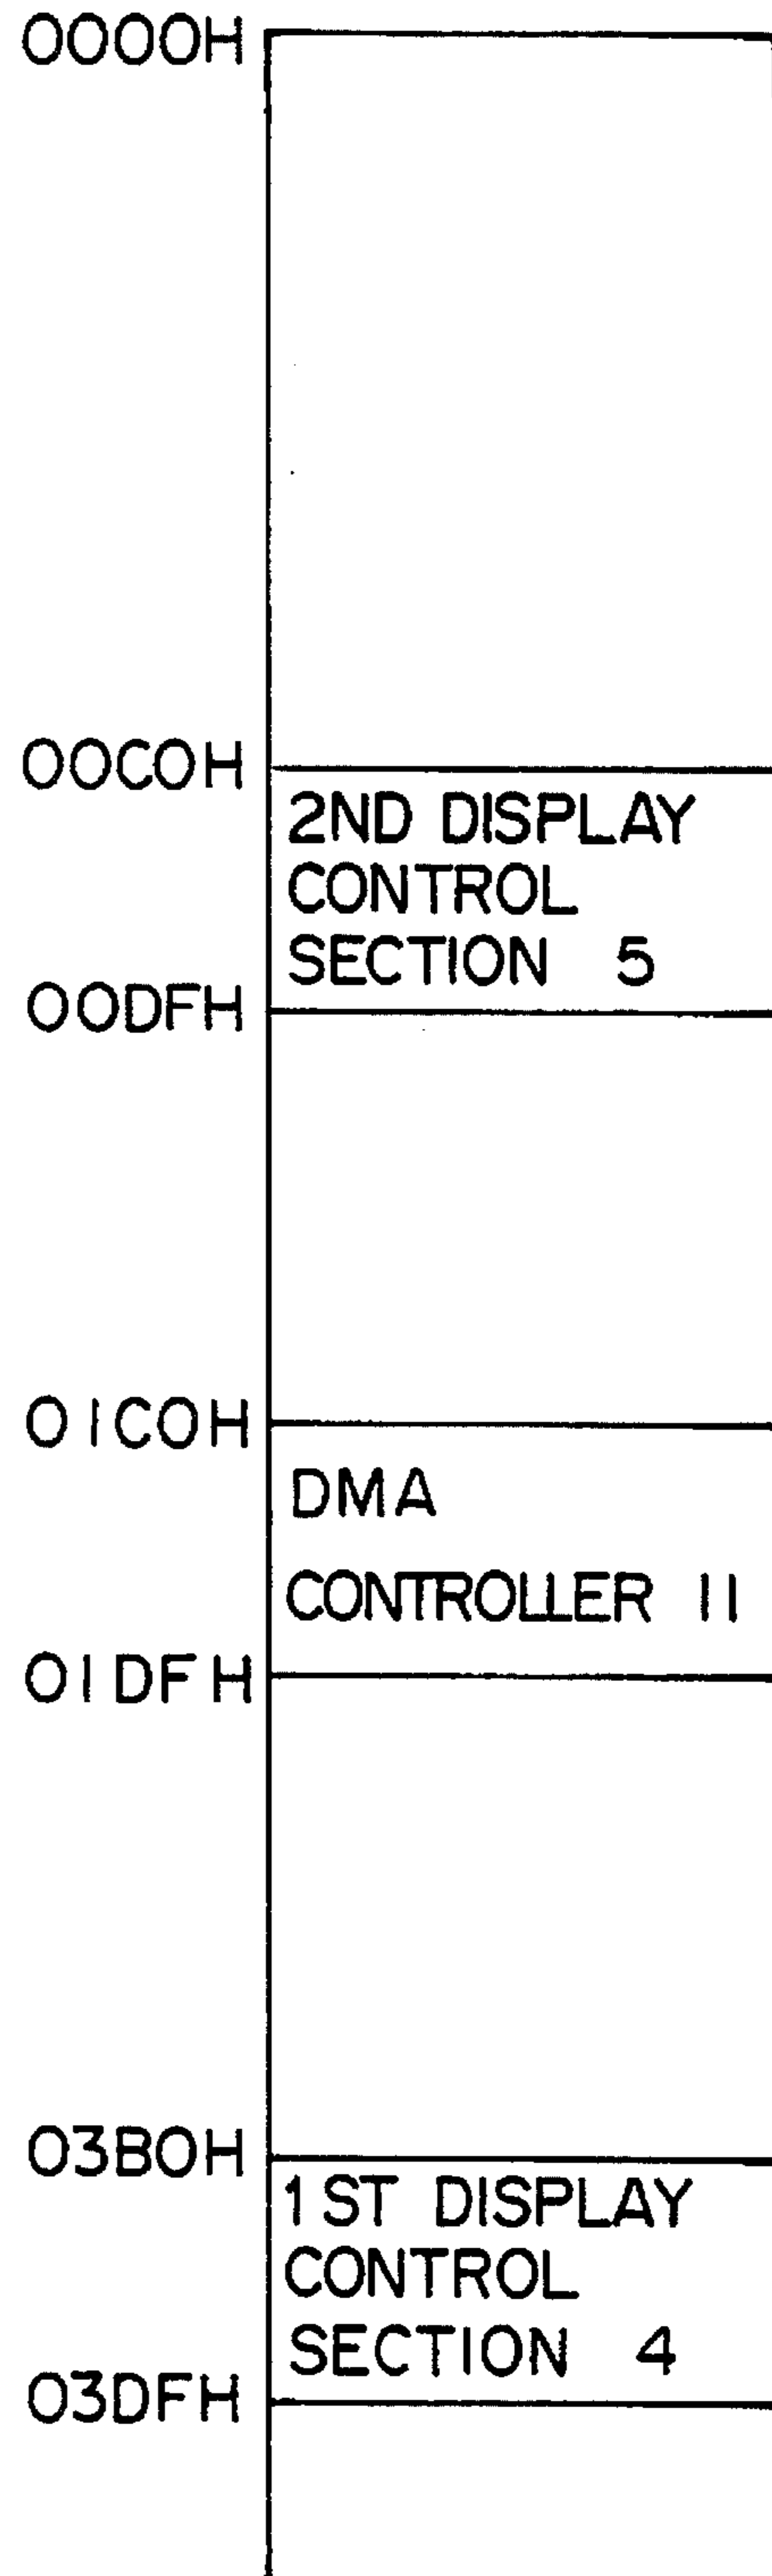 0000H
00C0H
2ND DISPLAY
CONTROL
SECTION 5
00DFH
01C0H
DMA
CONTROLLER 11
01DFH
03B0H
1ST DISPLAY
CONTROL
SECTION 4
03DFH